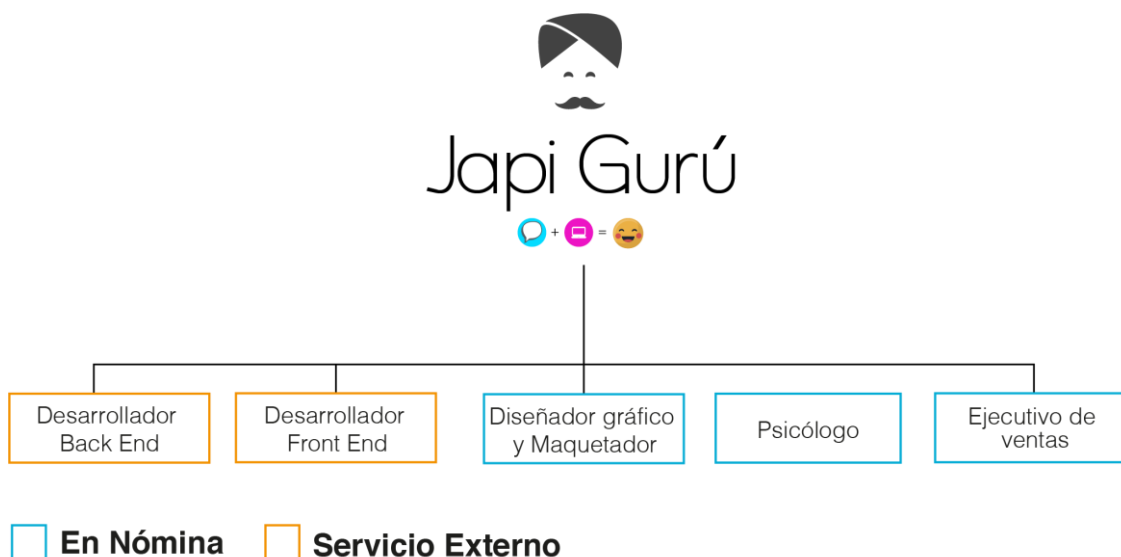 Japi Gurú
+ =
Desarrollador
Back End
Desarrollador
Front End
Diseñador gráfico
y Maquetador
Psicólogo
Ejecutivo de
ventas
En Nómina
Servicio Externo